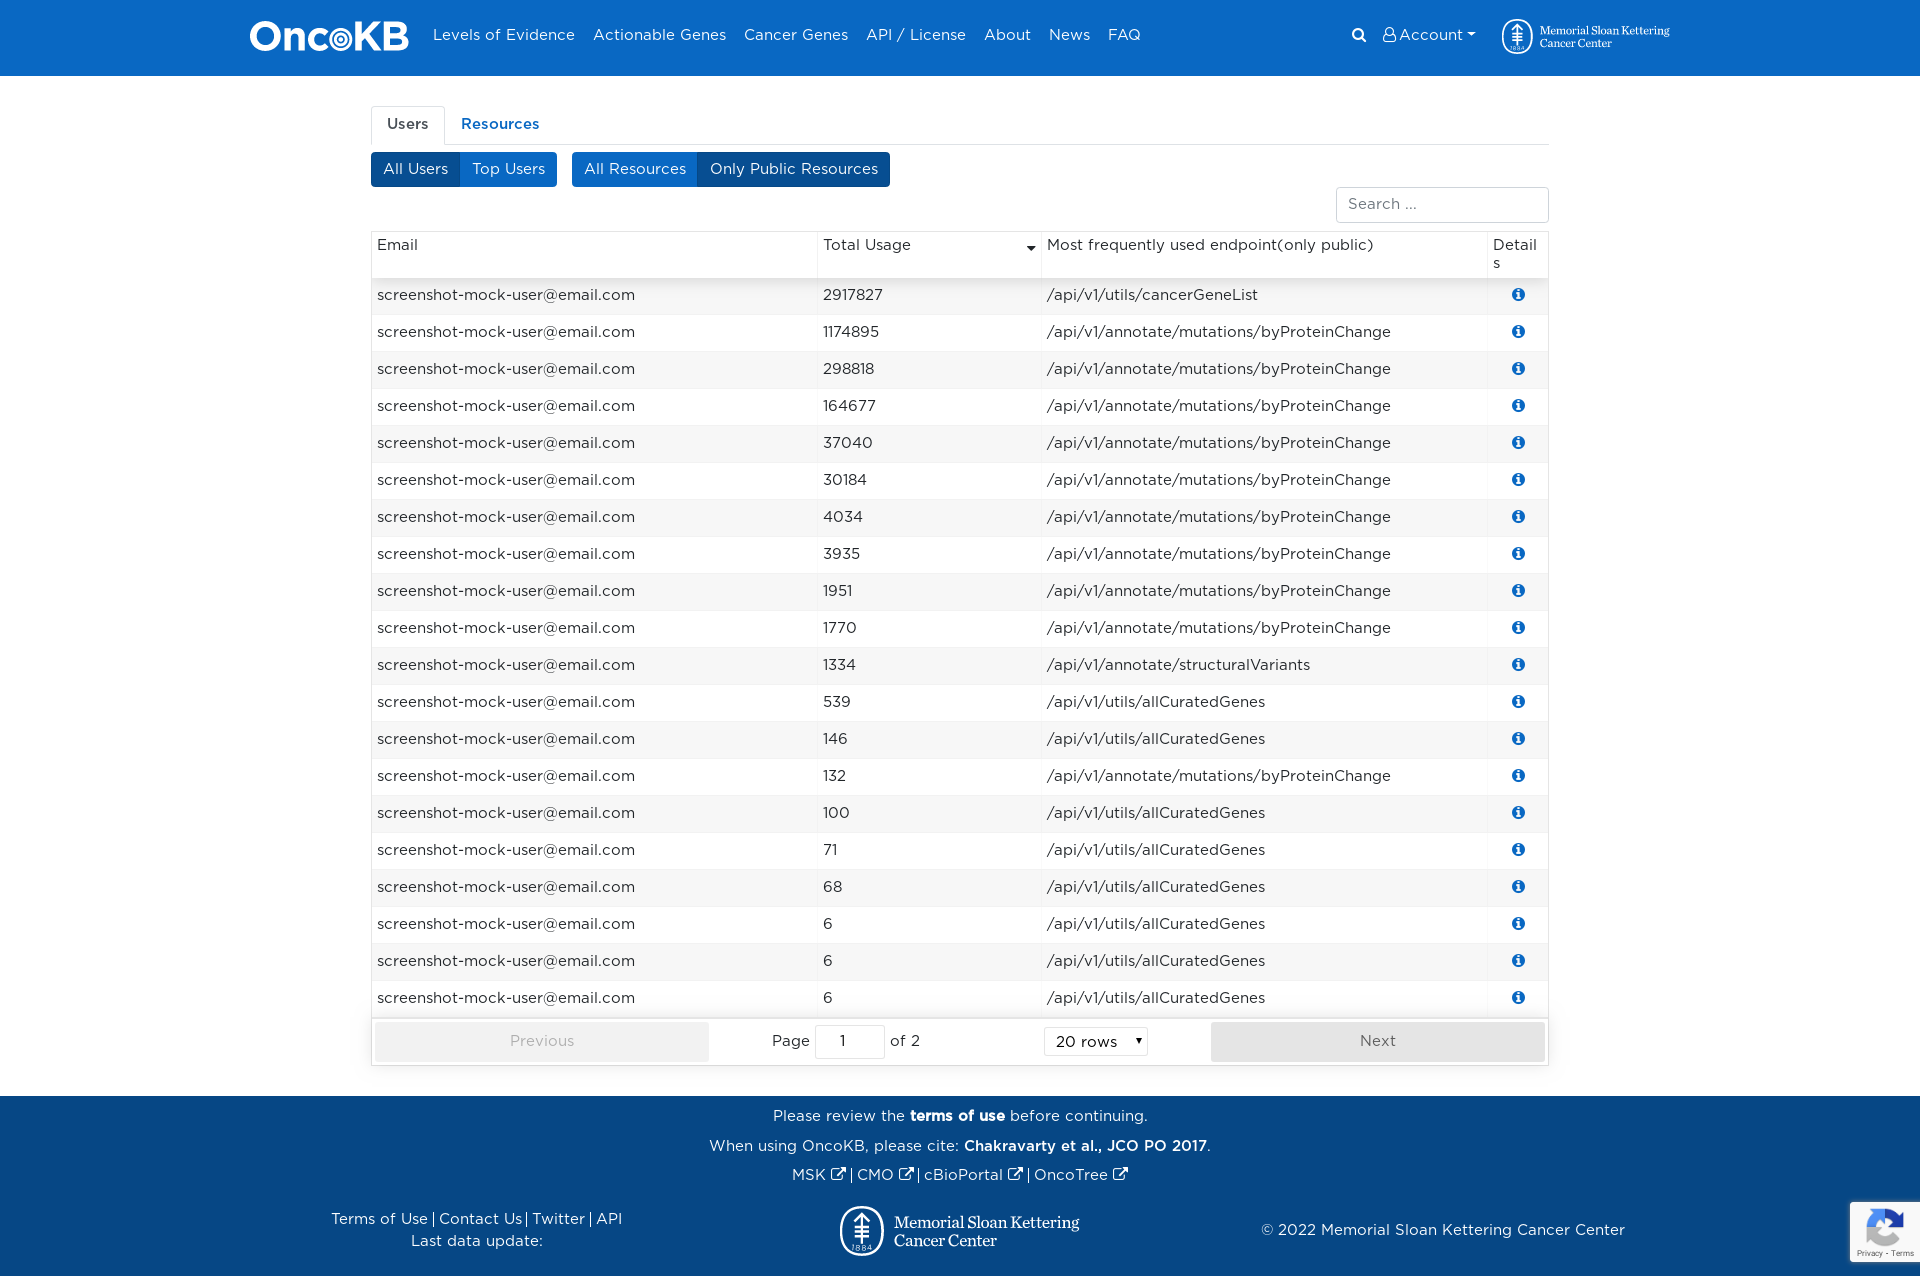 OncoKB Levels of Evidence Actionable Genes Cancer Genes API / License About News FAQ Account Memorial Sloan Kettering
Cancer Center
1884
Users Resources
All Users Top Users All Resources Only Public Resources
Search ...
Email Total Usage Most frequently used endpoint(only public) Detail
s
screenshot-mock-user@email.com 2917827 /api/v1/utils/cancerGeneList
screenshot-mock-user@email.com 1174895 /api/v1/annotate/mutations/byProteinChange
screenshot-mock-user@email.com 298818 /api/v1/annotate/mutations/byProteinChange
screenshot-mock-user@email.com 164677 /api/v1/annotate/mutations/byProteinChange
screenshot-mock-user@email.com 37040 /api/v1/annotate/mutations/byProteinChange
screenshot-mock-user@email.com 30184 /api/v1/annotate/mutations/byProteinChange
screenshot-mock-user@email.com 4034 /api/v1/annotate/mutations/byProteinChange
screenshot-mock-user@email.com 3935 /api/v1/annotate/mutations/byProteinChange
screenshot-mock-user@email.com 1951 /api/v1/annotate/mutations/byProteinChange
screenshot-mock-user@email.com 1770 /api/v1/annotate/mutations/byProteinChange
screenshot-mock-user@email.com 1334 /api/v1/annotate/structuralVariants
screenshot-mock-user@email.com 539 /api/v1/utils/allCuratedGenes
screenshot-mock-user@email.com 146 /api/v1/utils/allCuratedGenes
screenshot-mock-user@email.com 132 /api/v1/annotate/mutations/byProteinChange
screenshot-mock-user@email.com 100 /api/v1/utils/allCuratedGenes
screenshot-mock-user@email.com 71 /api/v1/utils/allCuratedGenes
screenshot-mock-user@email.com 68 /api/v1/utils/allCuratedGenes
screenshot-mock-user@email.com 6 /api/v1/utils/allCuratedGenes
screenshot-mock-user@email.com 6 /api/v1/utils/allCuratedGenes
screenshot-mock-user@email.com 6 /api/v1/utils/allCuratedGenes
Previous Page 1 of 2 20 rows Next
Please review the terms of use before continuing.
When using OncoKB, please cite: Chakravarty et al., JCO PO 2017.
MSK | CMO | cBioPortal | OncoTree
Terms of Use | Contact Us | Twitter | API
Last data update:
1884
Memorial Sloan Kettering
Cancer Center
© 2022 Memorial Sloan Kettering Cancer Center
Privacy - Terms